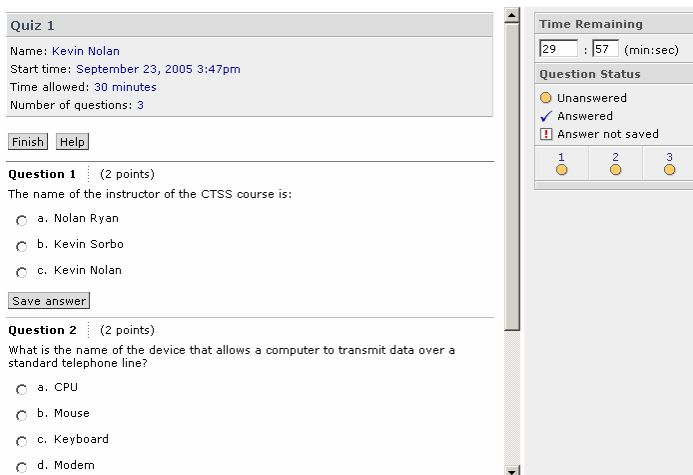 Quiz 1
Name: Kevin Nolan
Start time: September 23, 2005 3:47pm
Time allowed: 30 minutes
Number of questions: 3
Finish Help
Question 1 (2 points)
The name of the instructor of the CTSS course is:
a. Nolan Ryan
b. Kevin Sorbo
c. Kevin Nolan
Save answer
Question 2 (2 points)
What is the name of the device that allows a computer to transmit data over a
standard telephone line?
a. CPU
b. Mouse
c. Keyboard
d. Modem
Time Remaining
29 : 57 (min:sec)
Question Status
Unanswered
Answered
Answer not saved
1 2 3